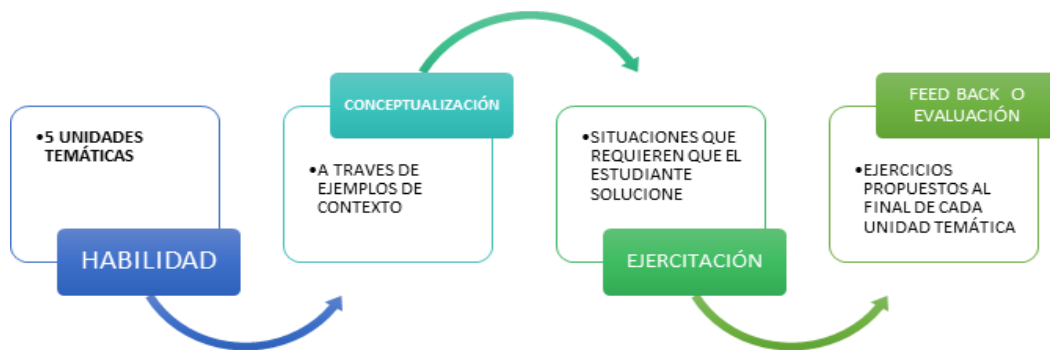 •5 UNIDADES
TEMÁTICAS
HABILIDAD
CONCEPTUALIZACIÓN
•A TRAVES DE
EJEMPLOS DE
CONTEXTO
•SITUACIONES QUE
REQUIEREN QUE EL
ESTUDIANTE
SOLUCIONE
EJERCITACIÓN
FEED BACK O
EVALUACIÓN
•EJERCICIOS
PROPUESTOS AL
FINAL DE CADA
UNIDAD TEMÁTICA